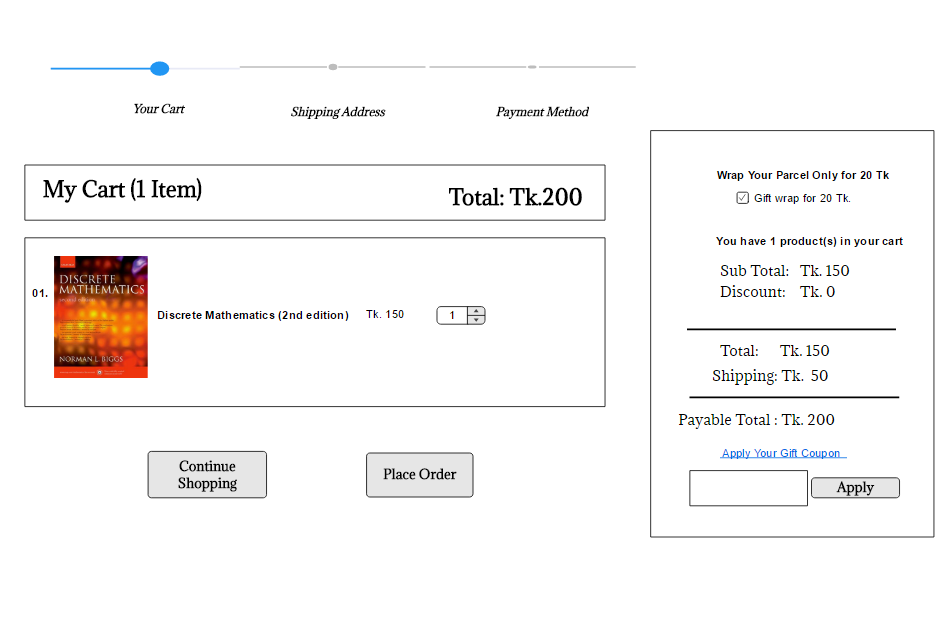 Your Cart
Shipping Address
Payment Method
My Cart (1 Item)
Total: Tk.200
01.
DISCRETE
MATHEMATICS
NORMAN L. BIGGS
Discrete Mathematics (2nd edition)
Tk. 150
1
Continue
Shopping
Place Order
Wrap Your Parcel Only for 20 Tk
Gift wrap for 20 Tk.
You have 1 product(s) in your cart
Sub Total: Tk. 150
Discount: Tk. 0
Total: Tk. 150
Shipping: Tk. 50
Payable Total : Tk. 200
Apply Your Gift Coupon
Apply